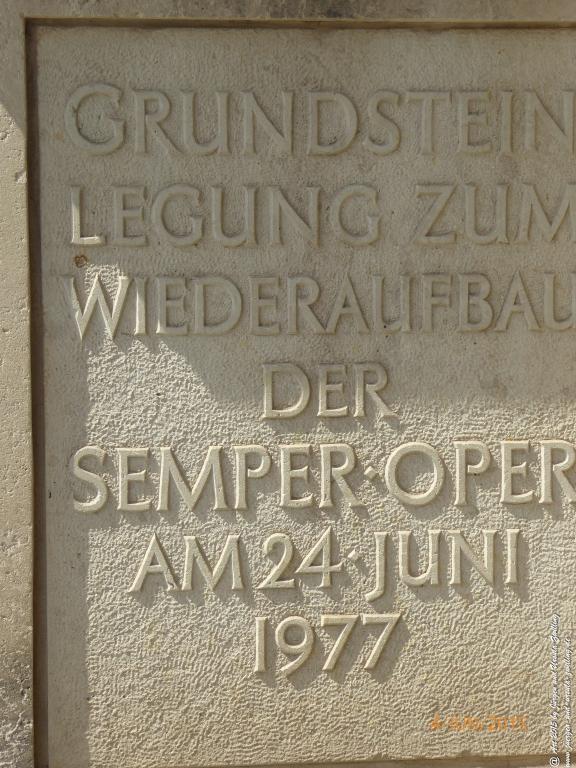 GRUNDSTEIN
LEGUNG ZUM
WIEDERAUFBAU
DER
SEMPER·OPER
AM 24·JUNI
1977